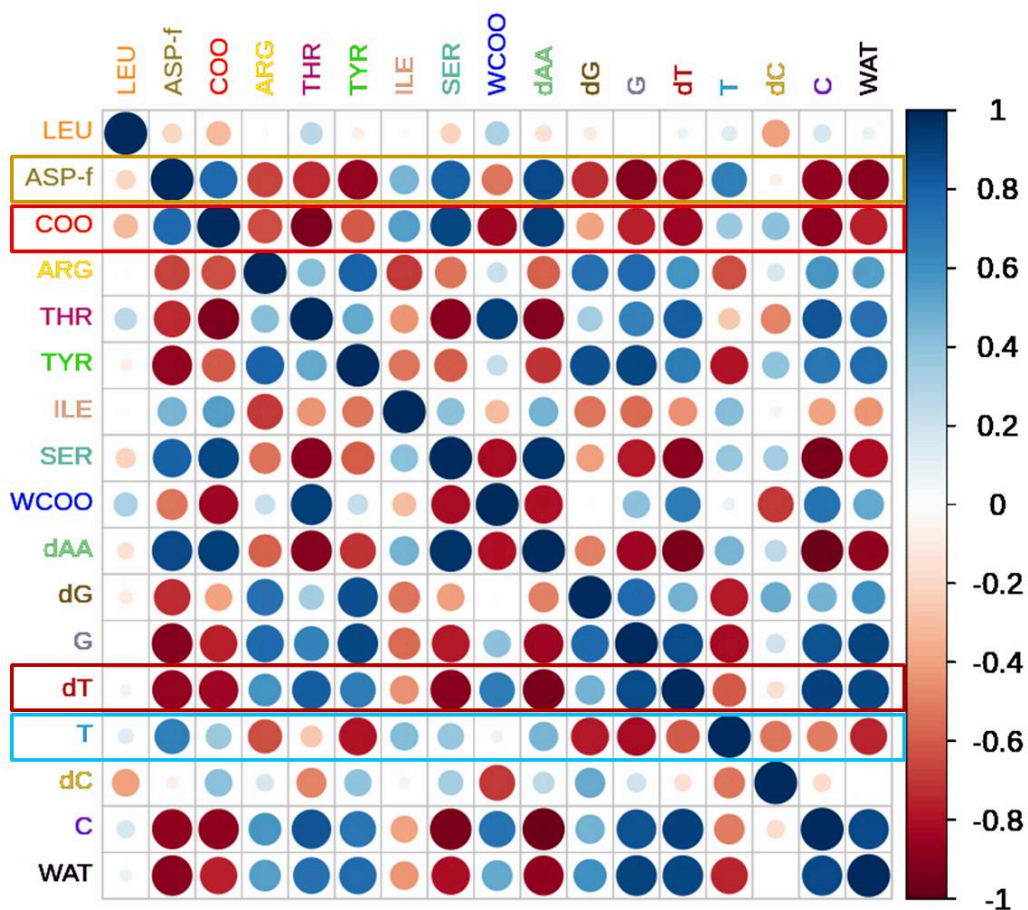 LEU ASP-f COO ARG THR TYR ILE SER WCOO dAA dG G dT T dC C WAT
LEU
ASP-f
COO
ARG
THR
TYR
ILE
SER
WCOO
dAA
dG
G
dT
T
dC
C
WAT
1
0.8
0.6
0.4
0.2
0
-0.2
-0.4
-0.6
-0.8
-1